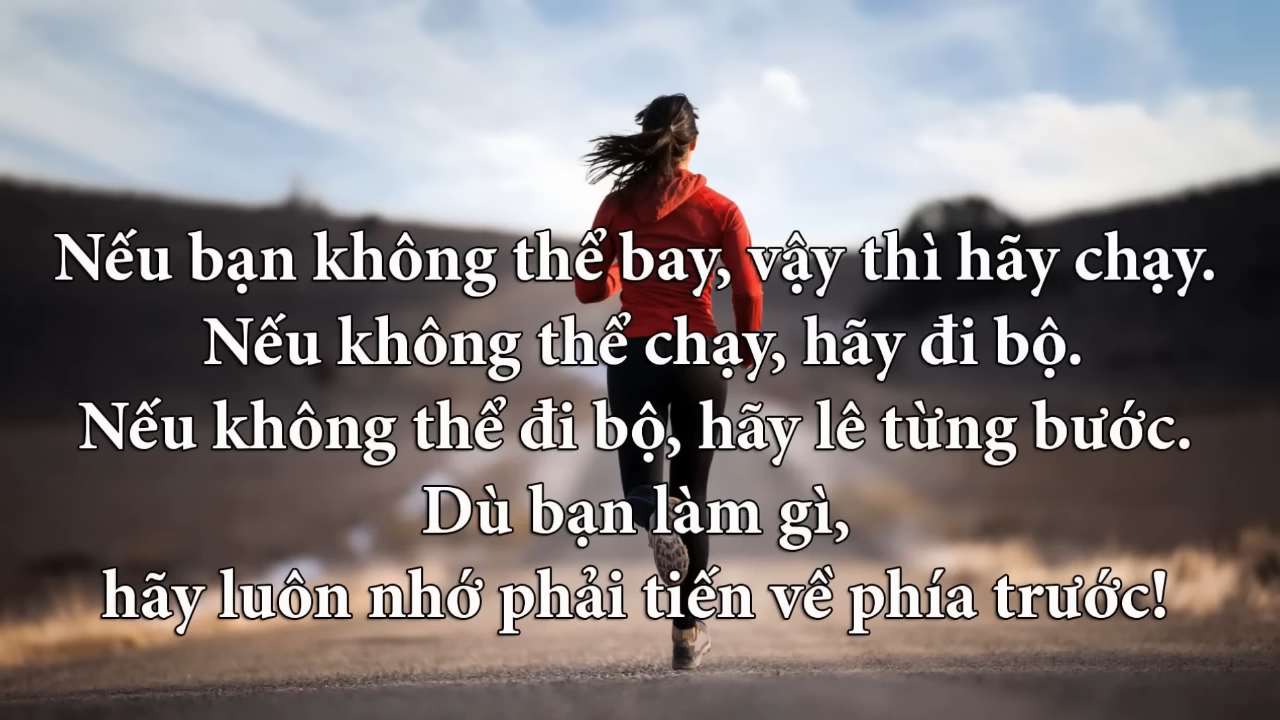 Nếu bạn không thể bay, vậy thì hãy chạy.
Nếu không thể chạy, hãy đi bộ.
Nếu không thể đi bộ, hãy lê từng bước.
Dù bạn làm gì,
hãy luôn nhớ phải tiến về phía trước!